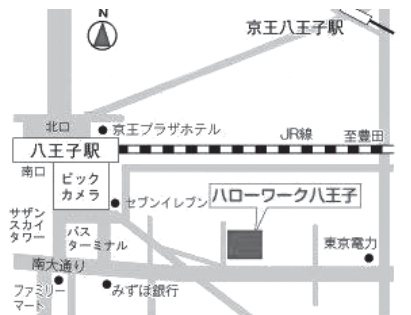 N
京王八王子駅
北口
京王プラザホテル
JR線
至豊田
八王子駅
南口
ビック
カメラ
セブンイレブン
ハローワーク八王子
サザン
スカイ
タワー
バス
ターミナル
東京電力
南大通り
ファミリー
マート
みずほ銀行